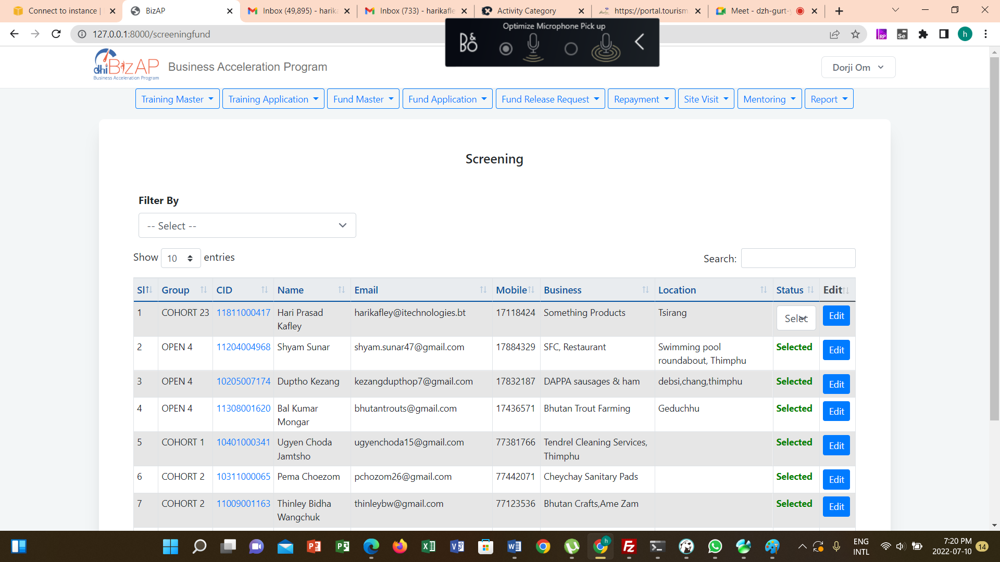 Connect to instance |
BizAP
Inbox (49,895) - harika
Inbox (733) - harikafle
Activity Category
https://portal.tourism.
Meet - dzh-gurt-y
127.0.0.1:8000/screeningfund
Optimize Microphone Pick up
B&O
dhi BizAP
Business Acceleration Program
Business Acceleration Program
Dorji Om
Training Master
Training Application
Fund Master
Fund Application
Fund Release Request
Repayment
Site Visit
Mentoring
Report
Screening
Filter By
-- Select --
Show 10 entries
Search:
Sl Group CID Name Email Mobile Business Location Status Edit
1 COHORT 23 11811000417 Hari Prasad Kafley harikafley@itechnologies.bt 17118424 Something Products Tsirang Selec Edit
2 OPEN 4 11204004968 Shyam Sunar shyam.sunar47@gmail.com 17884329 SFC, Restaurant Swimming pool roundabout, Thimphu Selected Edit
3 OPEN 4 10205007174 Duptho Kezang kezangdupthop7@gmail.com 17832187 DAPPA sausages & ham debsi,chang,thimphu Selected Edit
4 OPEN 4 11308001620 Bal Kumar Mongar bhutantrouts@gmail.com 17436571 Bhutan Trout Farming Geduchhu Selected Edit
5 COHORT 1 10401000341 Ugyen Choda Jamtsho ugyenchoda15@gmail.com 77381766 Tendrel Cleaning Services, Thimphu Selected Edit
6 COHORT 2 10311000065 Pema Choezom pchozom26@gmail.com 77442071 Cheychay Sanitary Pads Selected Edit
7 COHORT 2 11009001163 Thinley Bidha Wangchuk thinleybw@gmail.com 77123536 Bhutan Crafts,Ame Zam Selected Edit
ENG
INTL
7:20 PM
2022-07-10
14